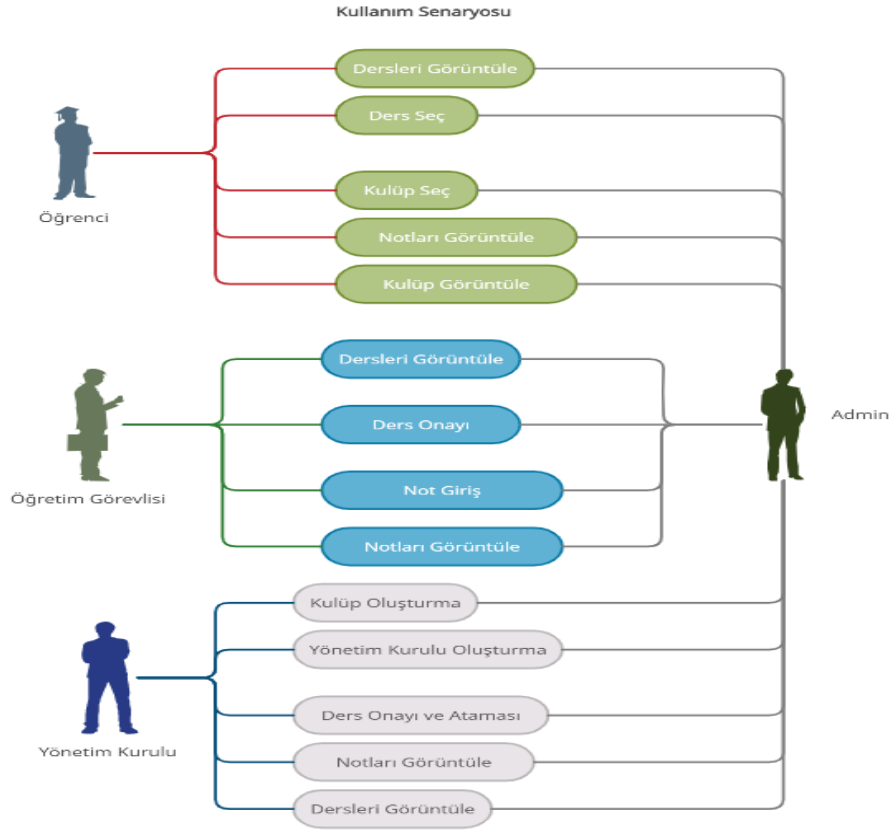 Kullanım Senaryosu
Dersleri Görüntüle
Ders Seç
Kulüp Seç
Öğrenci
Notları Görüntüle
Kulüp Görüntüle
Dersleri Görüntüle
Ders Onayı
Admin
Not Giriş
Öğretim Görevlisi
Notları Görüntüle
Kulüp Oluşturma
Yönetim Kurulu Oluşturma
Ders Onayı ve Ataması
Yönetim Kurulu
Notları Görüntüle
Dersleri Görüntüle